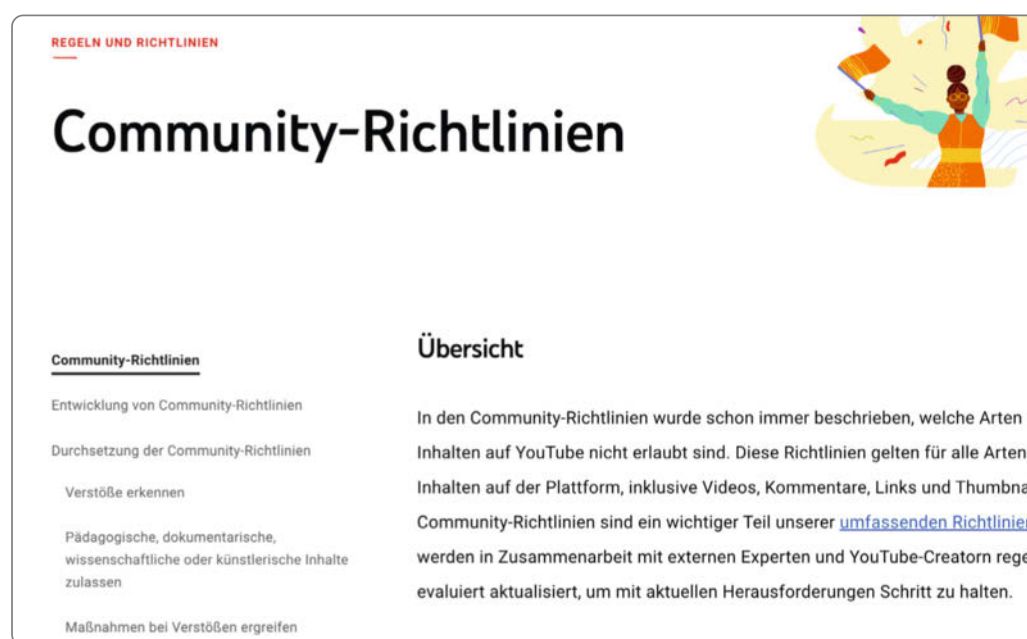 REGELN UND RICHTLINIEN
Community-Richtlinien
Community-Richtlinien
Entwicklung von Community-Richtlinien
Durchsetzung der Community-Richtlinien
Verstöße erkennen
Pädagogische, dokumentarische,
wissenschaftliche oder künstlerische Inhalte
zulassen
Maßnahmen bei Verstößen ergreifen
Übersicht
In den Community-Richtlinien wurde schon immer beschrieben, welche Arten
Inhalten auf YouTube nicht erlaubt sind. Diese Richtlinien gelten für alle Arten
Inhalten auf der Plattform, inklusive Videos, Kommentare, Links und Thumbna
Community-Richtlinien sind ein wichtiger Teil unserer umfassenden Richtlinien
werden in Zusammenarbeit mit externen Experten und YouTube-Creatorn rege
evaluiert aktualisiert, um mit aktuellen Herausforderungen Schritt zu halten.